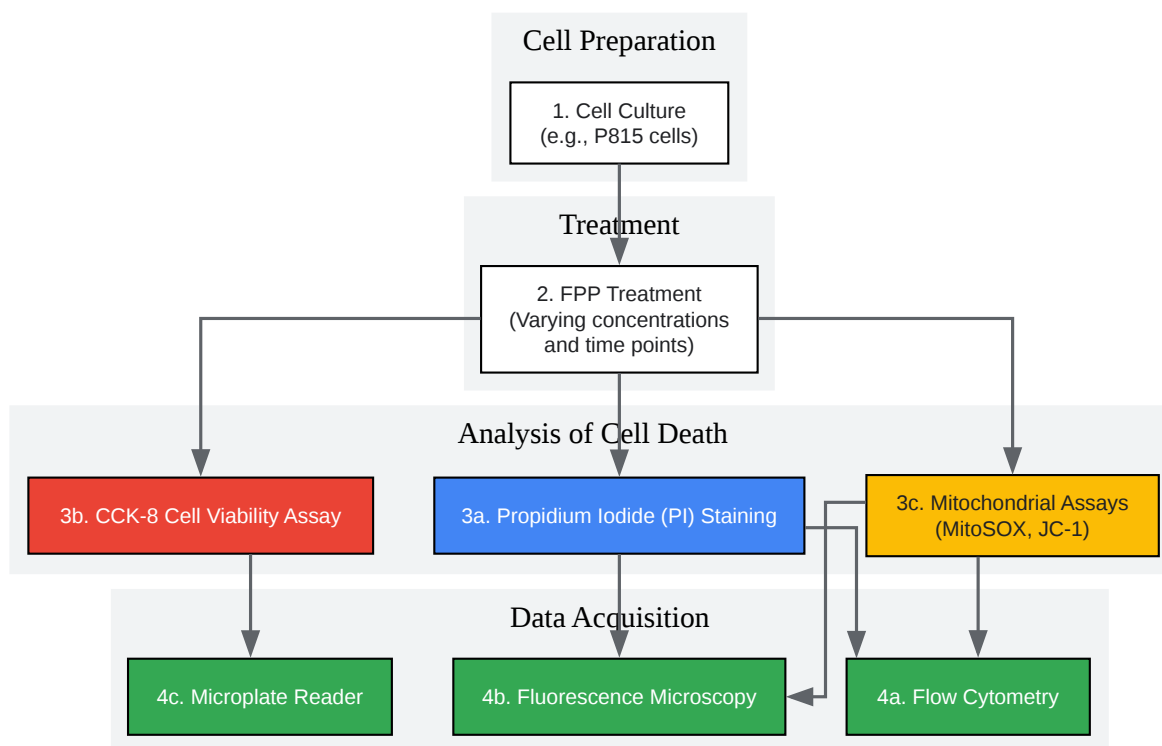 Cell Preparation
1. Cell Culture
(e.g., P815 cells)
Treatment
2. FPP Treatment
(Varying concentrations
and time points)
Analysis of Cell Death
3b. CCK-8 Cell Viability Assay
3a. Propidium Iodide (PI) Staining
3c. Mitochondrial Assays
(MitoSOX, JC-1)
Data Acquisition
4c. Microplate Reader
4b. Fluorescence Microscopy
4a. Flow Cytometry